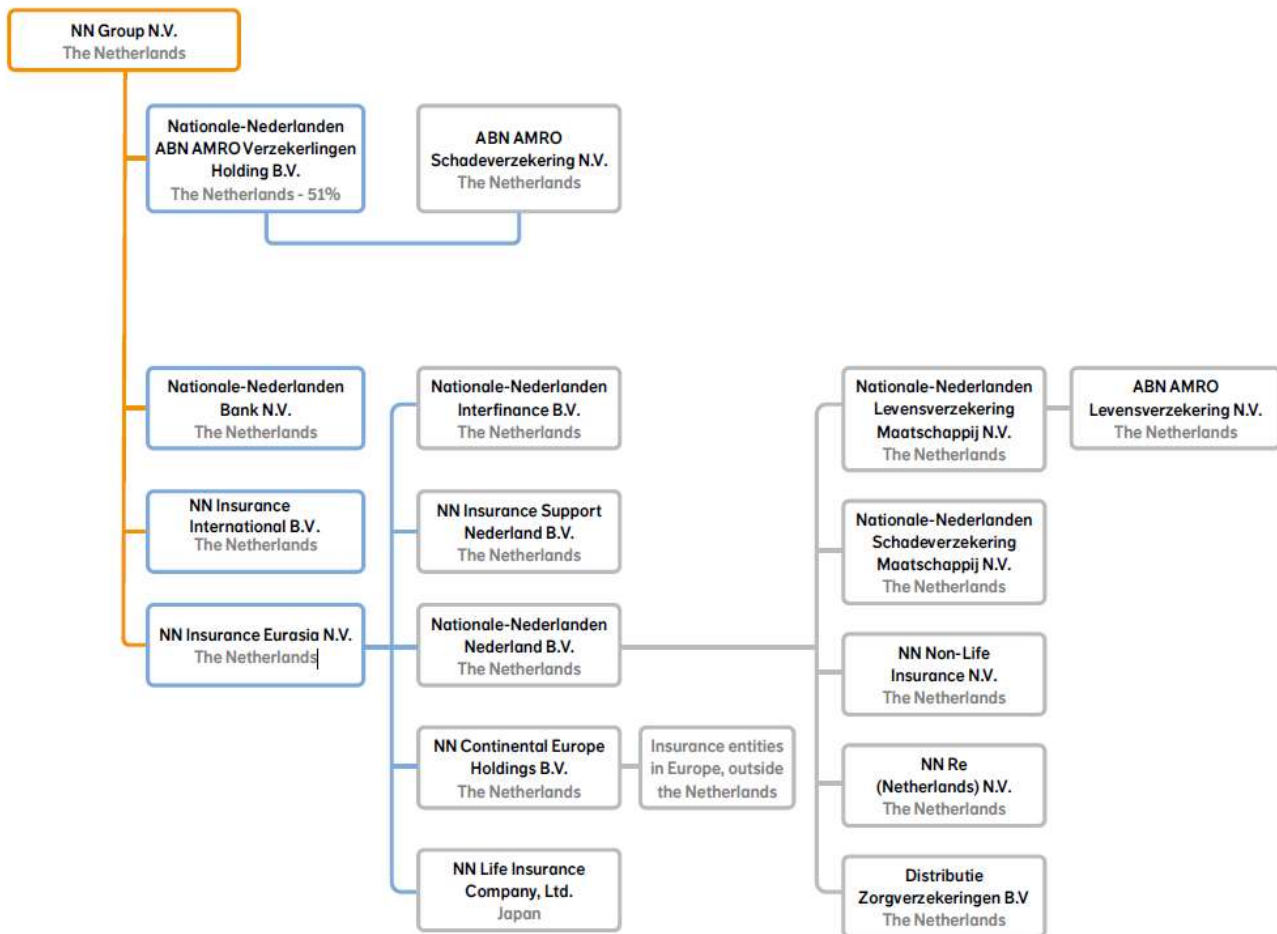 NN Group N.V.
The Netherlands
Nationale-Nederlanden
ABN AMRO Verzekerlingen
Holding B.V.
The Netherlands - 51%
ABN AMRO
Schadeverzekering N.V.
The Netherlands
Nationale-Nederlanden
Bank N.V.
The Netherlands
Nationale-Nederlanden
Interfinance B.V.
The Netherlands
Nationale-Nederlanden
Levensverzekering
Maatschappij N.V.
The Netherlands
ABN AMRO
Levensverzekering N.V.
The Netherlands
NN Insurance
International B.V.
The Netherlands
NN Insurance Support
Nederland B.V.
The Netherlands
Nationale-Nederlanden
Schadeverzekering
Maatschappij N.V.
The Netherlands
NN Insurance Eurasia N.V.
The Netherlands
Nationale-Nederlanden
Nederland B.V.
The Netherlands
NN Non-Life
Insurance N.V.
The Netherlands
NN Continental Europe
Holdings B.V.
The Netherlands
Insurance entities
in Europe, outside
the Netherlands
NN Re
(Netherlands) N.V.
The Netherlands
NN Life Insurance
Company, Ltd.
Japan
Distributie
Zorgverzekeringen B.V
The Netherlands